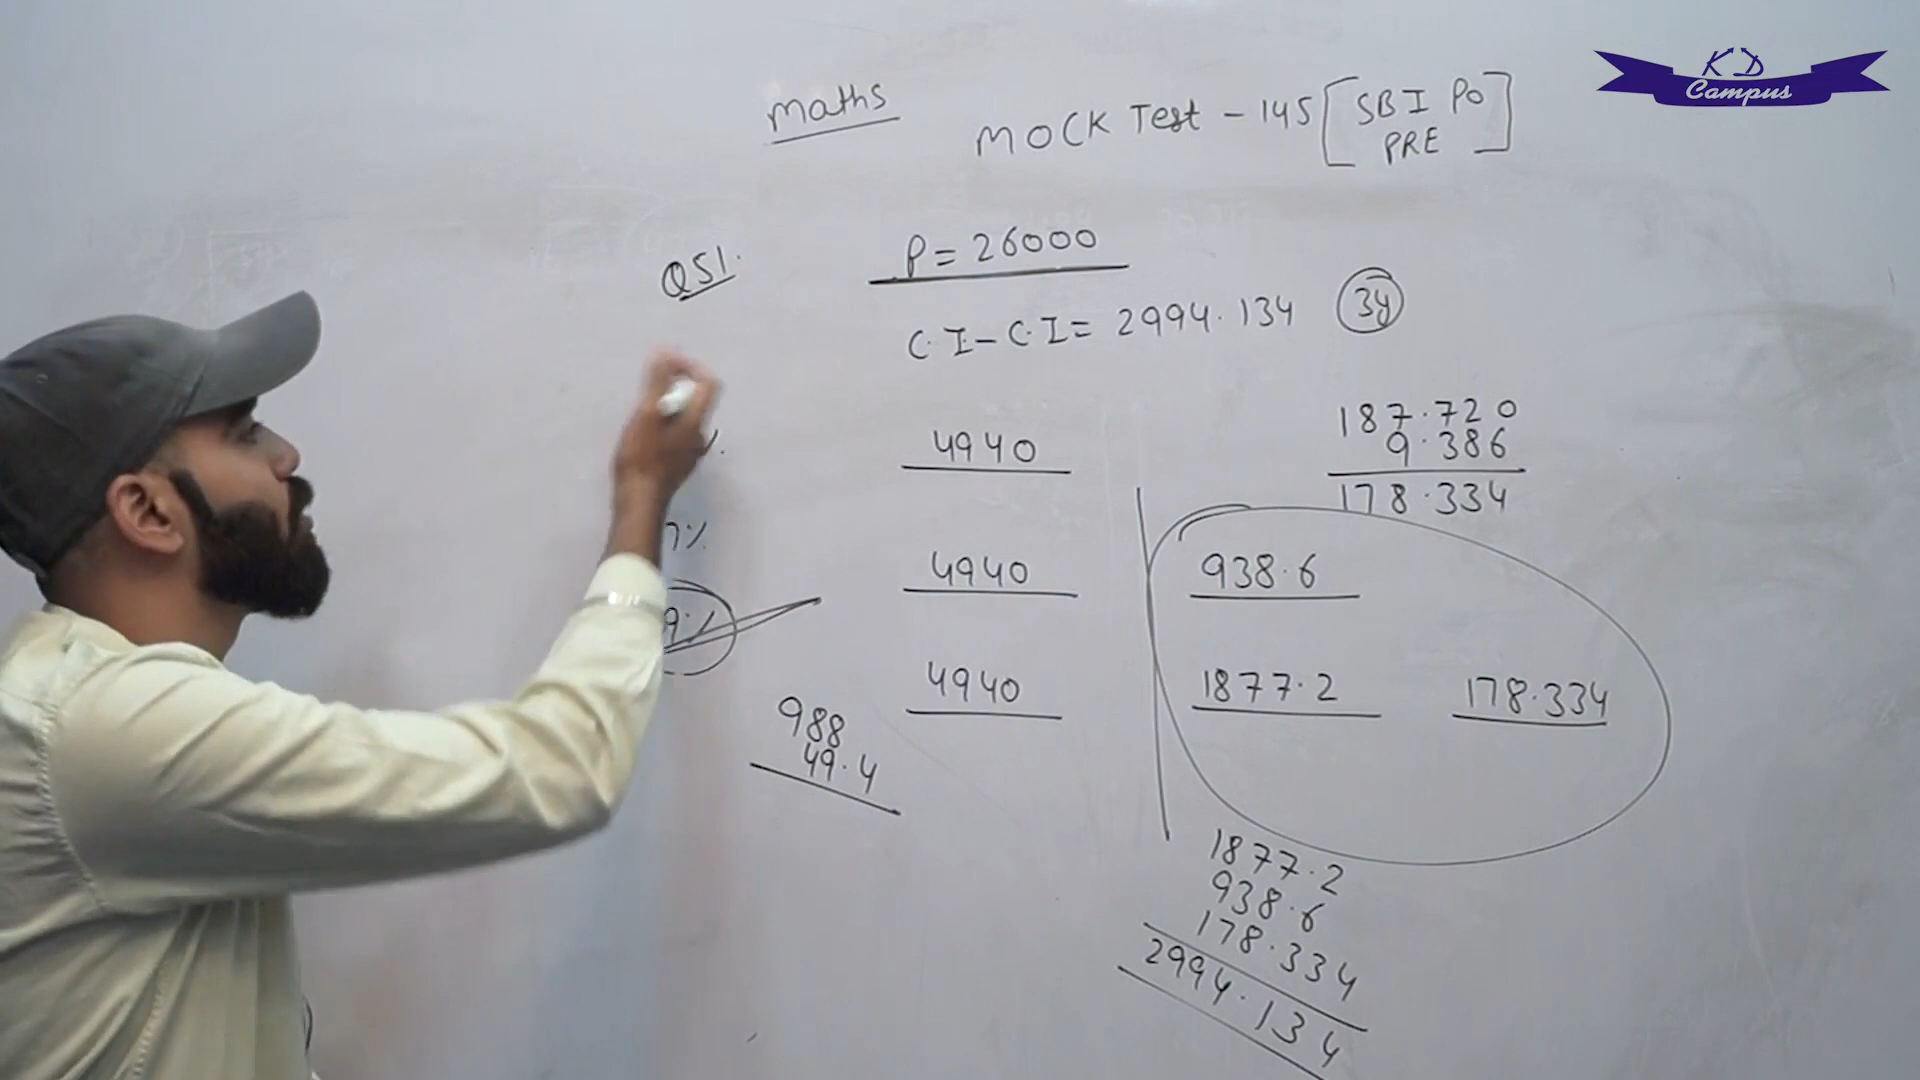 KD
Campus
maths
MOCK Test - 145 [SBI PO
PRE]
Q51.
P = 26000
C.I - C.I = 2994.134 3y
187.720
9.386
178.334
4940
7%
4940 938.6
9%
4940 1877.2 178.334
988
49.4
1877.2
938.6
178.334
2994.134